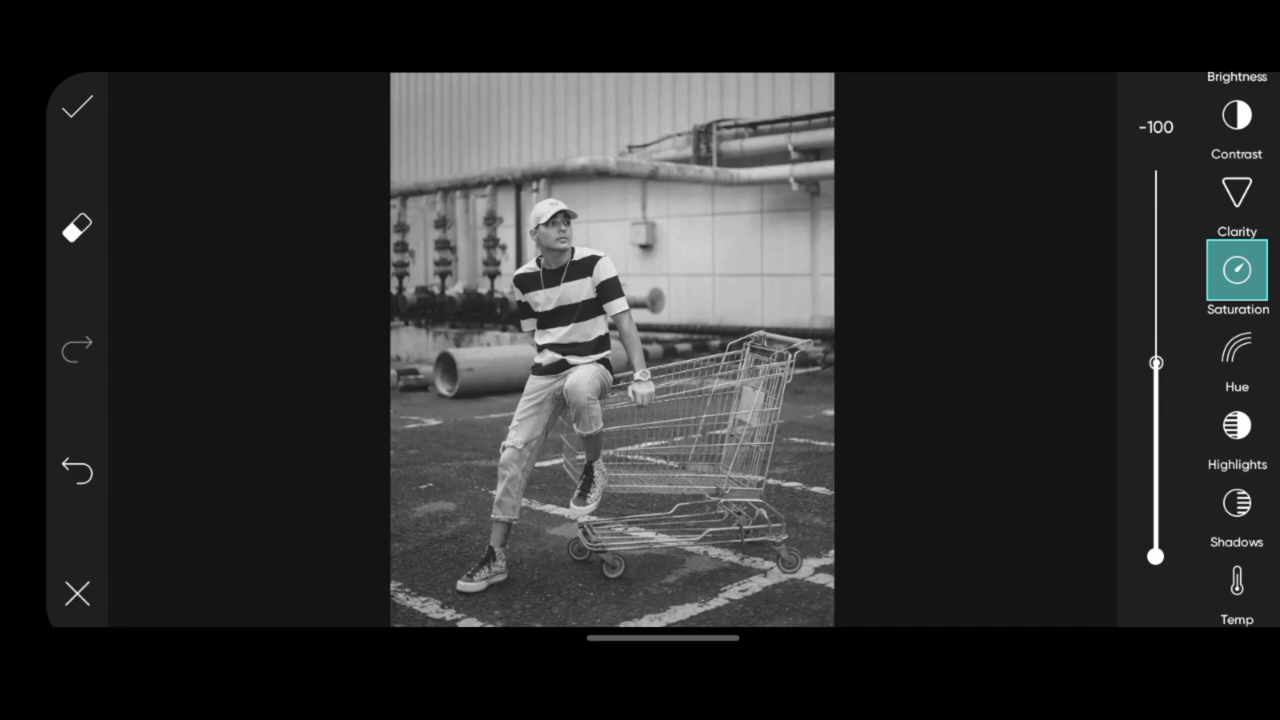 Brightness
-100
Contrast
Clarity
Saturation
Hue
Highlights
Shadows
Temp